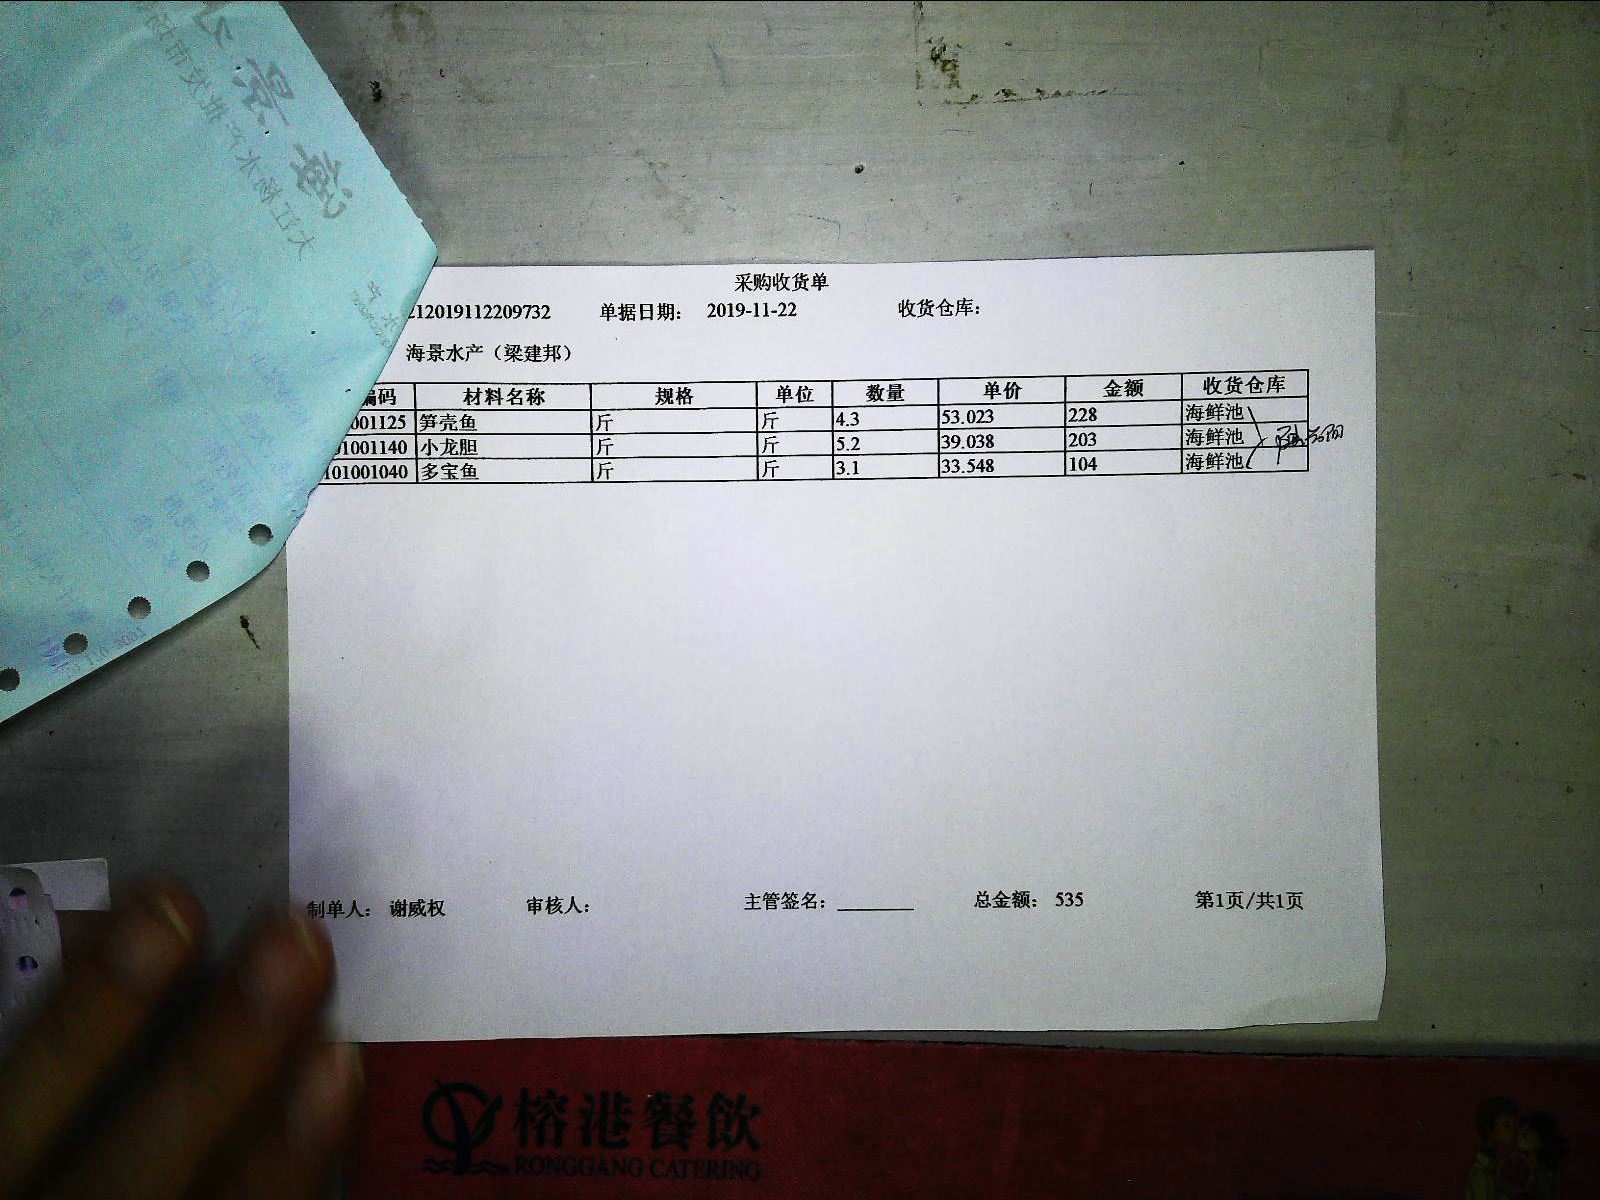 采购收货单
212019112209732 单据日期： 2019-11-22 收货仓库：
海景水产（梁建邦）
编码 材料名称 规格 单位 数量 单价 金额 收货仓库
001125 笋壳鱼 斤 斤 4.3 53.023 228 海鲜池
01001140 小龙胆 斤 斤 5.2 39.038 203 海鲜池
101001040 多宝鱼 斤 斤 3.1 33.548 104 海鲜池
制单人： 谢威权 审核人： 主管签名：________ 总金额： 535 第1页/共1页
榕港餐飲
RONGGANG CATERING